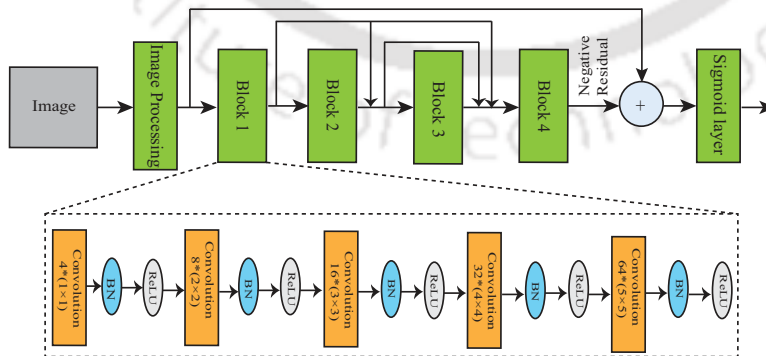 Image
Image Processing
Block 1
Block 2
Block 3
Block 4
Negative
Residual
+
Sigmoid layer
Convolution
4*(1×1)
BN
ReLU
Convolution
8*(2×2)
BN
ReLU
Convolution
16*(3×3)
BN
ReLU
Convolution
32*(4×4)
BN
ReLU
Convolution
64*(5×5)
BN
ReLU